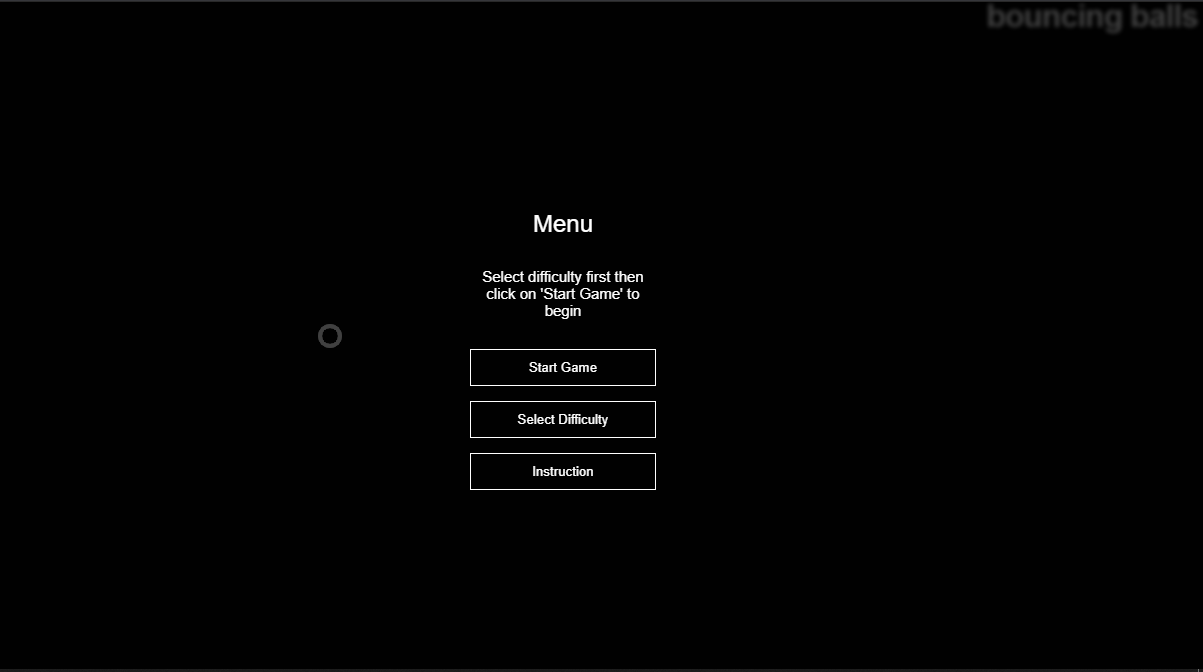 bouncing balls
Menu
Select difficulty first then
click on 'Start Game' to
begin
Start Game
Select Difficulty
Instruction